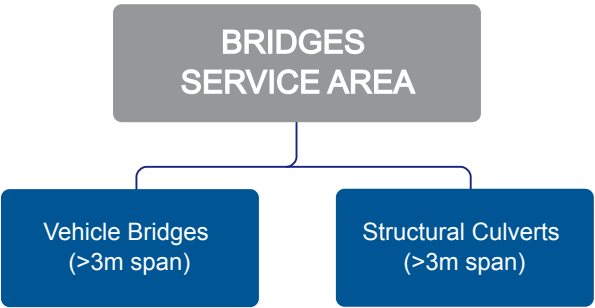 BRIDGES
SERVICE AREA
Vehicle Bridges
(>3m span)
Structural Culverts
(>3m span)